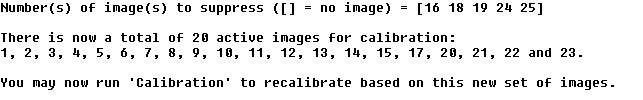 Number(s) of image(s) to suppress ([] = no image) = [16 18 19 24 25]
There is now a total of 20 active images for calibration:
1, 2, 3, 4, 5, 6, 7, 8, 9, 10, 11, 12, 13, 14, 15, 17, 20, 21, 22 and 23.
You may now run 'Calibration' to recalibrate based on this new set of images.